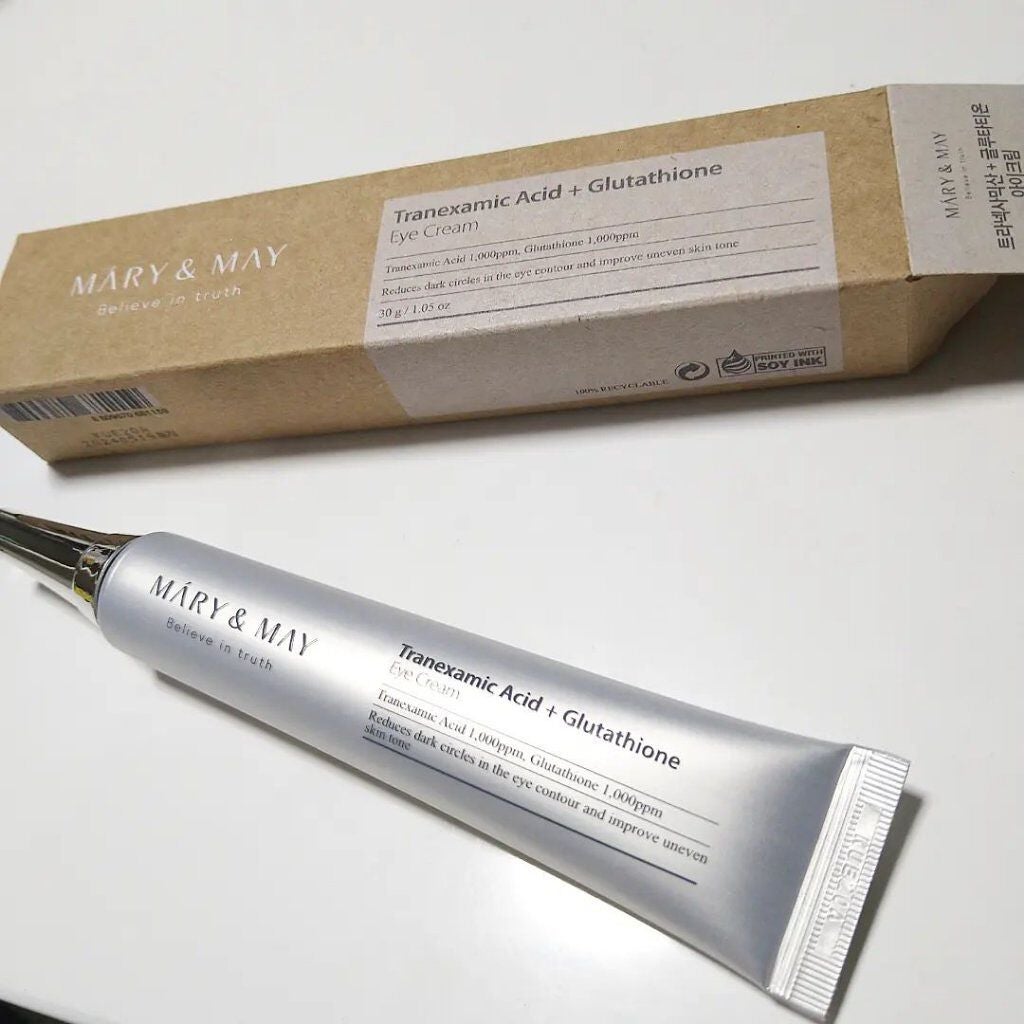 MÁRY & MAY
Believe in truth
Tranexamic Acid + Glutathione
Eye Cream
Tranexamic Acid 1,000ppm, Glutathione 1,000ppm
Reduces dark circles in the eye contour and improve uneven skin tone
30 g / 1.05 oz
100% RECYCLABLE
PRINTED WITH
SOY INK
MÁRY & MAY
Believe in truth
트라넥사믹산 + 글루타티온
아이크림
KUE20A
MÁRY & MAY
Believe in truth
Tranexamic Acid + Glutathione
Eye Cream
Tranexamic Acid 1,000ppm, Glutathione 1,000ppm
Reduces dark circles in the eye contour and improve uneven
skin tone
KUE20A